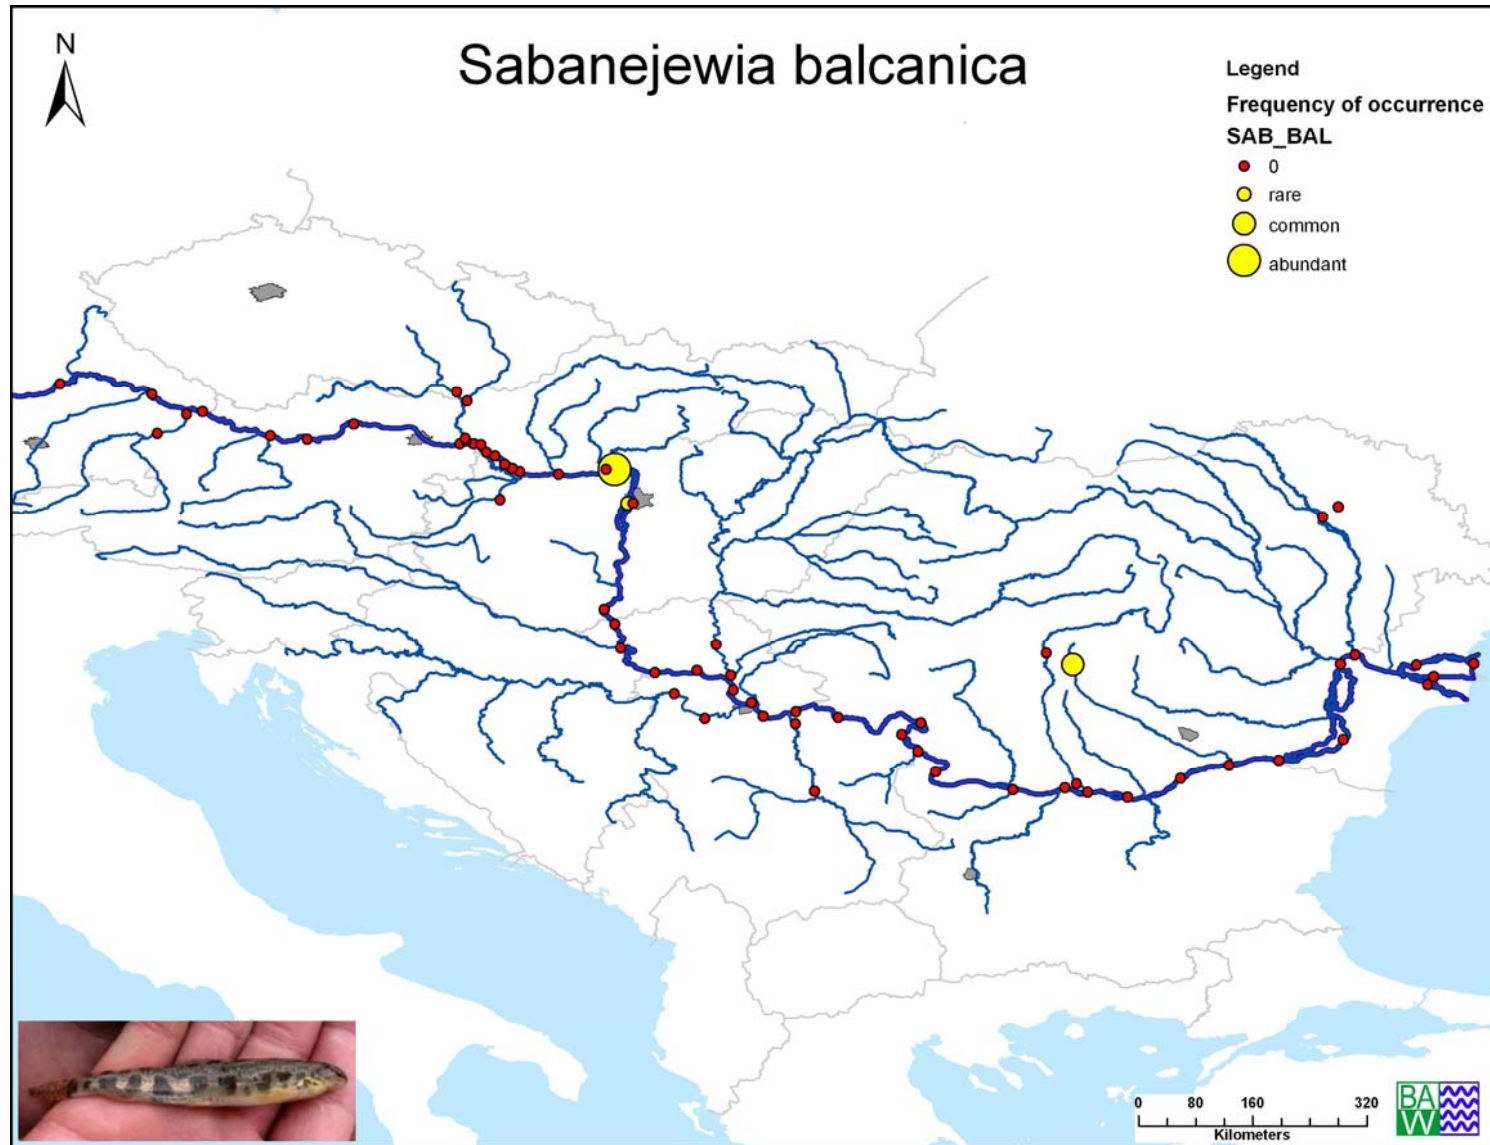 N
Sabanejewia balcanica
Legend
Frequency of occurrence
SAB_BAL
0
rare
common
abundant
0 80 160 320
Kilometers
BA
W